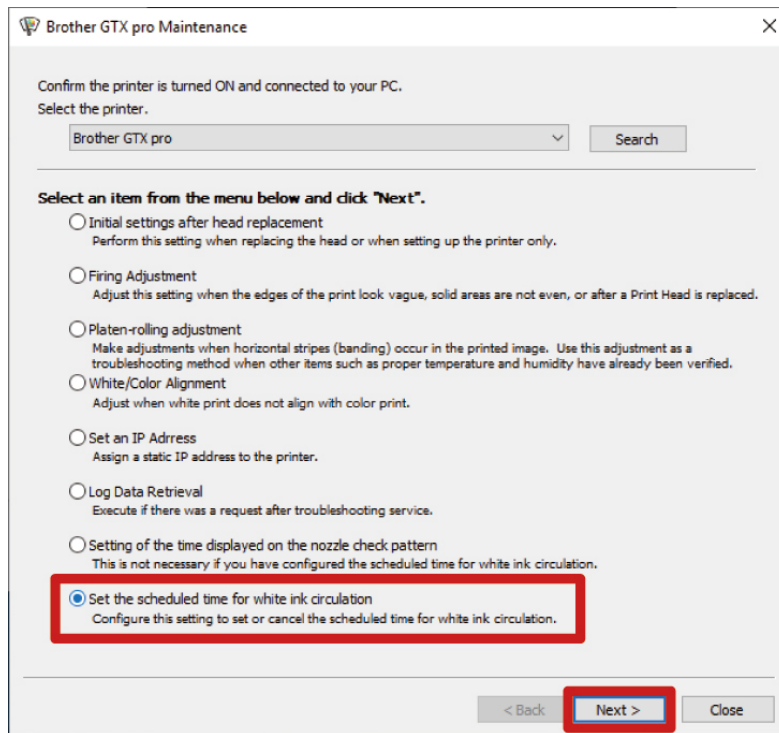 Brother GTX pro Maintenance
Confirm the printer is turned ON and connected to your PC.
Select the printer.
Brother GTX pro
Search
Select an item from the menu below and click "Next".
Initial settings after head replacement
Perform this setting when replacing the head or when setting up the printer only.
Firing Adjustment
Adjust this setting when the edges of the print look vague, solid areas are not even, or after a Print Head is replaced.
Platen-rolling adjustment
Make adjustments when horizontal stripes (banding) occur in the printed image. Use this adjustment as a
troubleshooting method when other items such as proper temperature and humidity have already been verified.
White/Color Alignment
Adjust when white print does not align with color print.
Set an IP Adrress
Assign a static IP address to the printer.
Log Data Retrieval
Execute if there was a request after troubleshooting service.
Setting of the time displayed on the nozzle check pattern
This is not necessary if you have configured the scheduled time for white ink circulation.
Set the scheduled time for white ink circulation
Configure this setting to set or cancel the scheduled time for white ink circulation.
< Back
Next >
Close